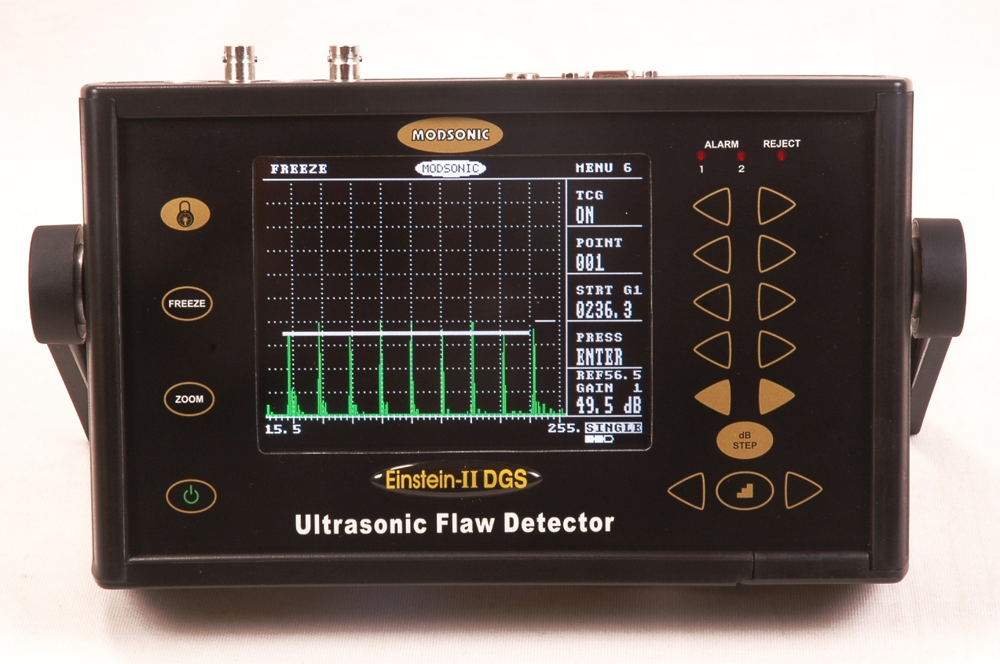 MODSONIC
ALARM REJECT
1 2
FREEZE MODSONIC MENU 6
TCG
ON
POINT
001
STRT G1
0236.3
PRESS
ENTER
REF56.5
GAIN 1
49.5 dB
15.5 255. SINGLE
FREEZE
ZOOM
dB
STEP
Einstein-II DGS
Ultrasonic Flaw Detector